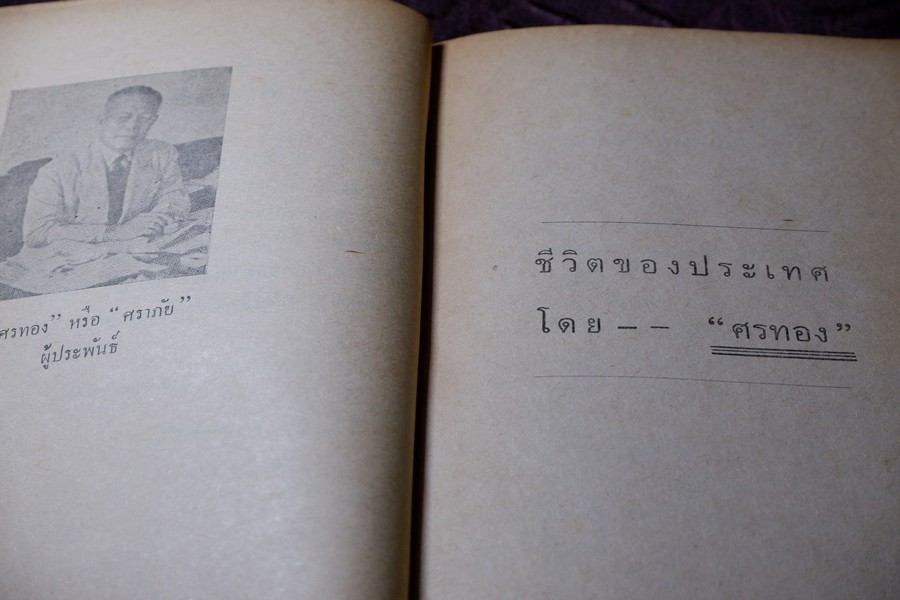 ศรทอง” หรือ “ศราภัย”
ผู้ประพันธ์
ชีวิตของประเทศ
โดย — — “ศรทอง”